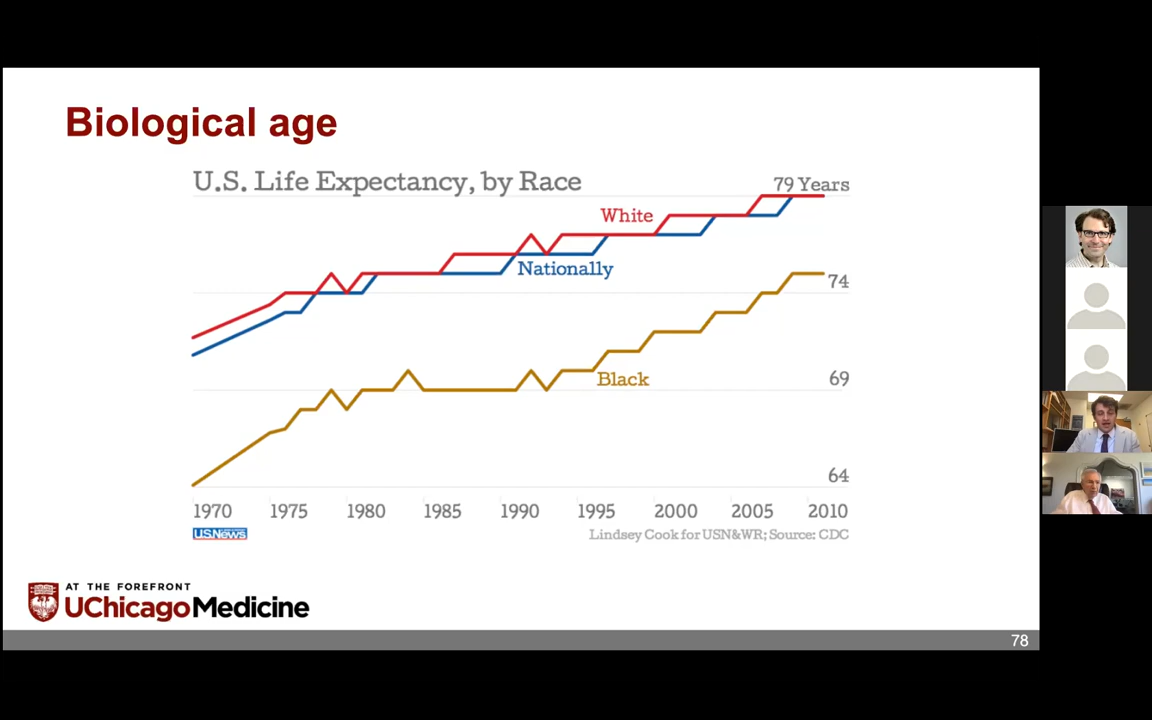 Biological age
U.S. Life Expectancy, by Race
79 Years
White
Nationally
74
Black
69
64
1970 1975 1980 1985 1990 1995 2000 2005 2010
USNews
Lindsey Cook for USN&WR; Source: CDC
AT THE FOREFRONT
UChicagoMedicine
78